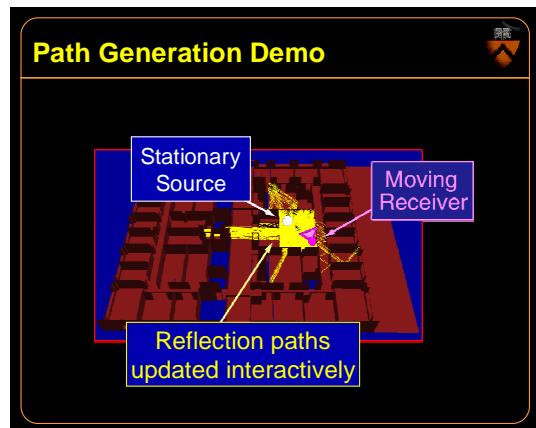 Path Generation Demo
Stationary
Source
Moving
Receiver
Reflection paths
updated interactively